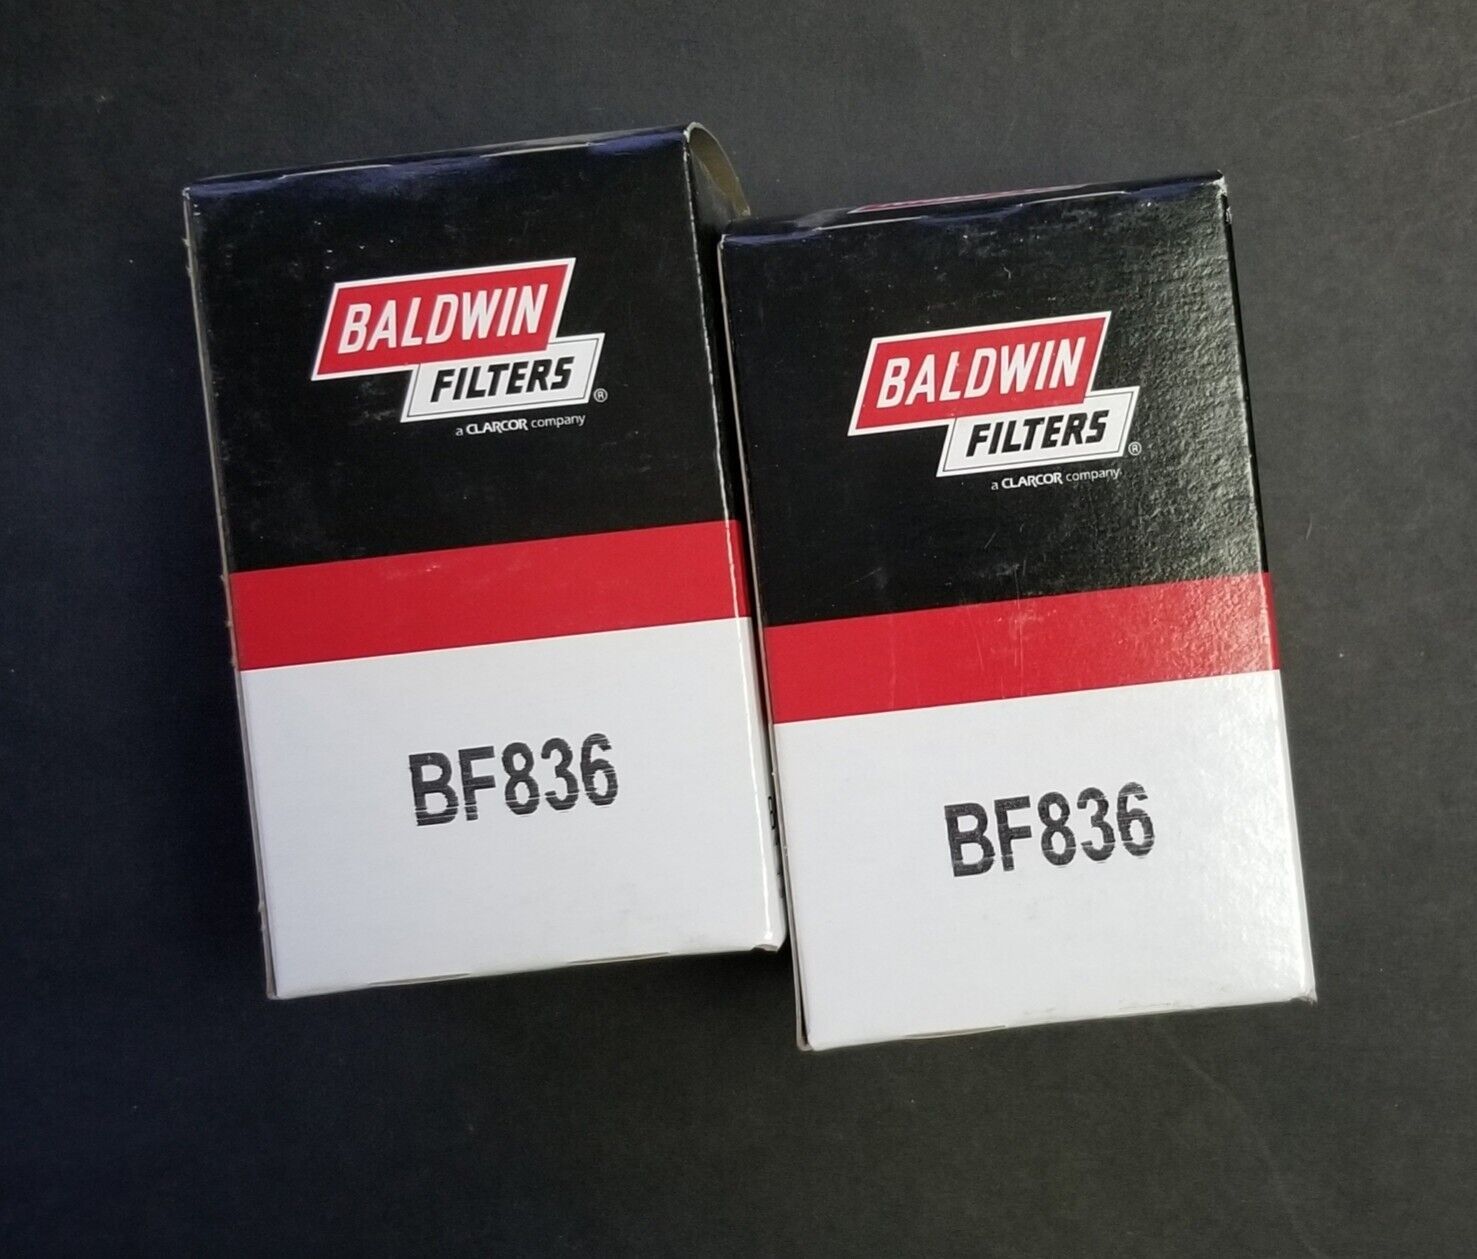 BALDWIN
FILTERS®
a CLARCOR company
BF836
BALDWIN
FILTERS®
a CLARCOR company
BF836